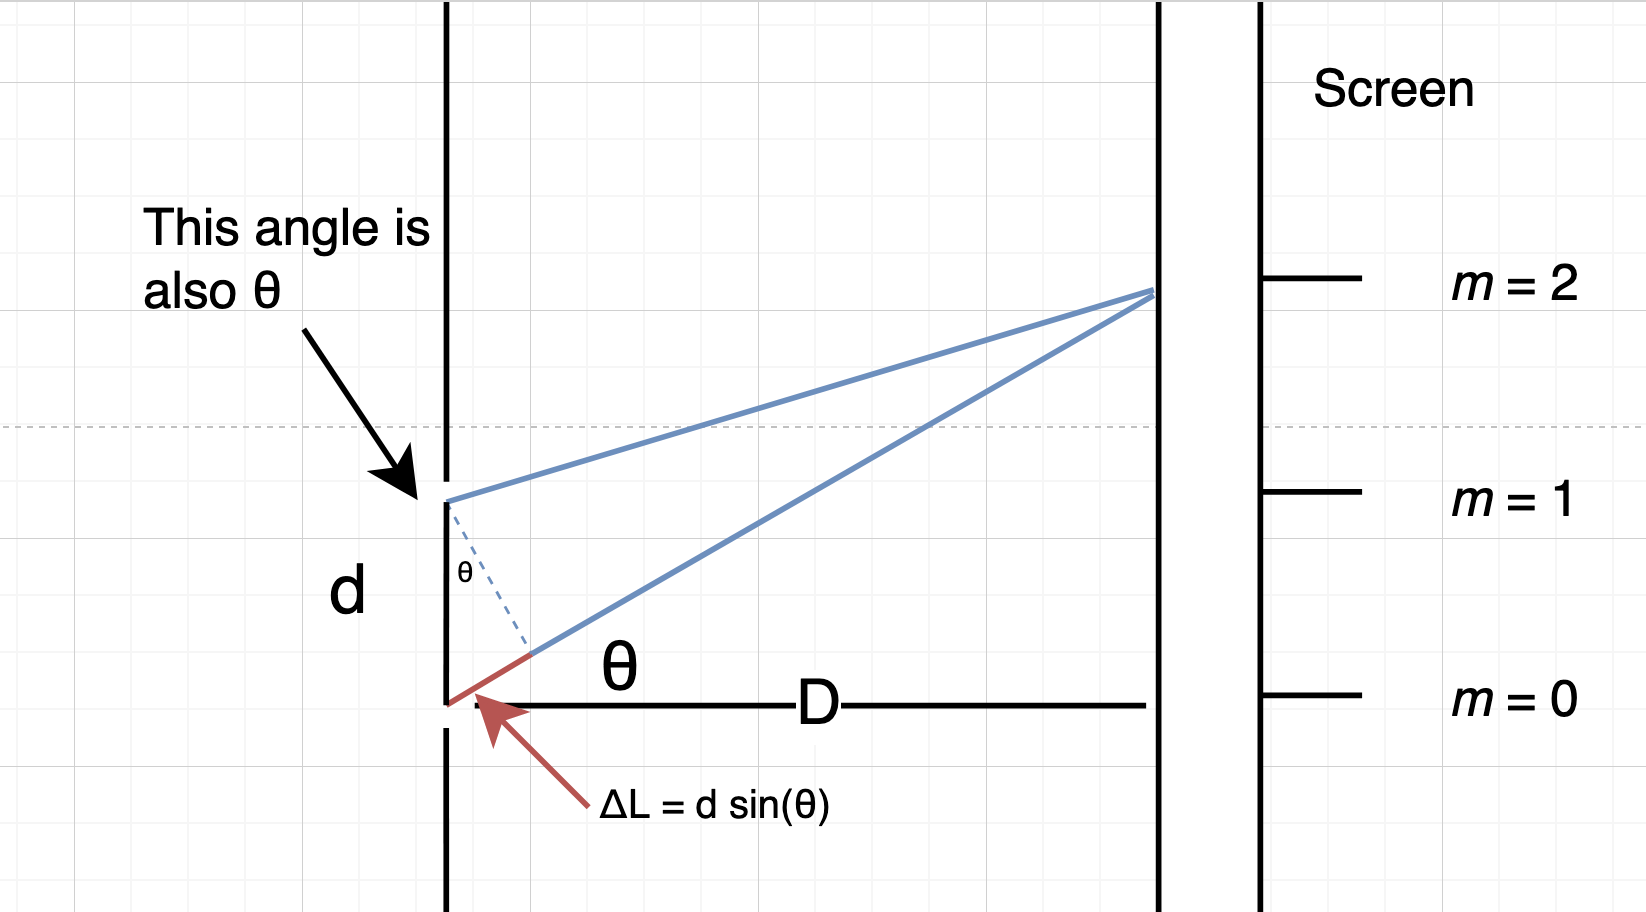 Screen
This angle is
also θ
m = 2
m = 1
d
θ
θ
D
m = 0
ΔL = d sin(θ)